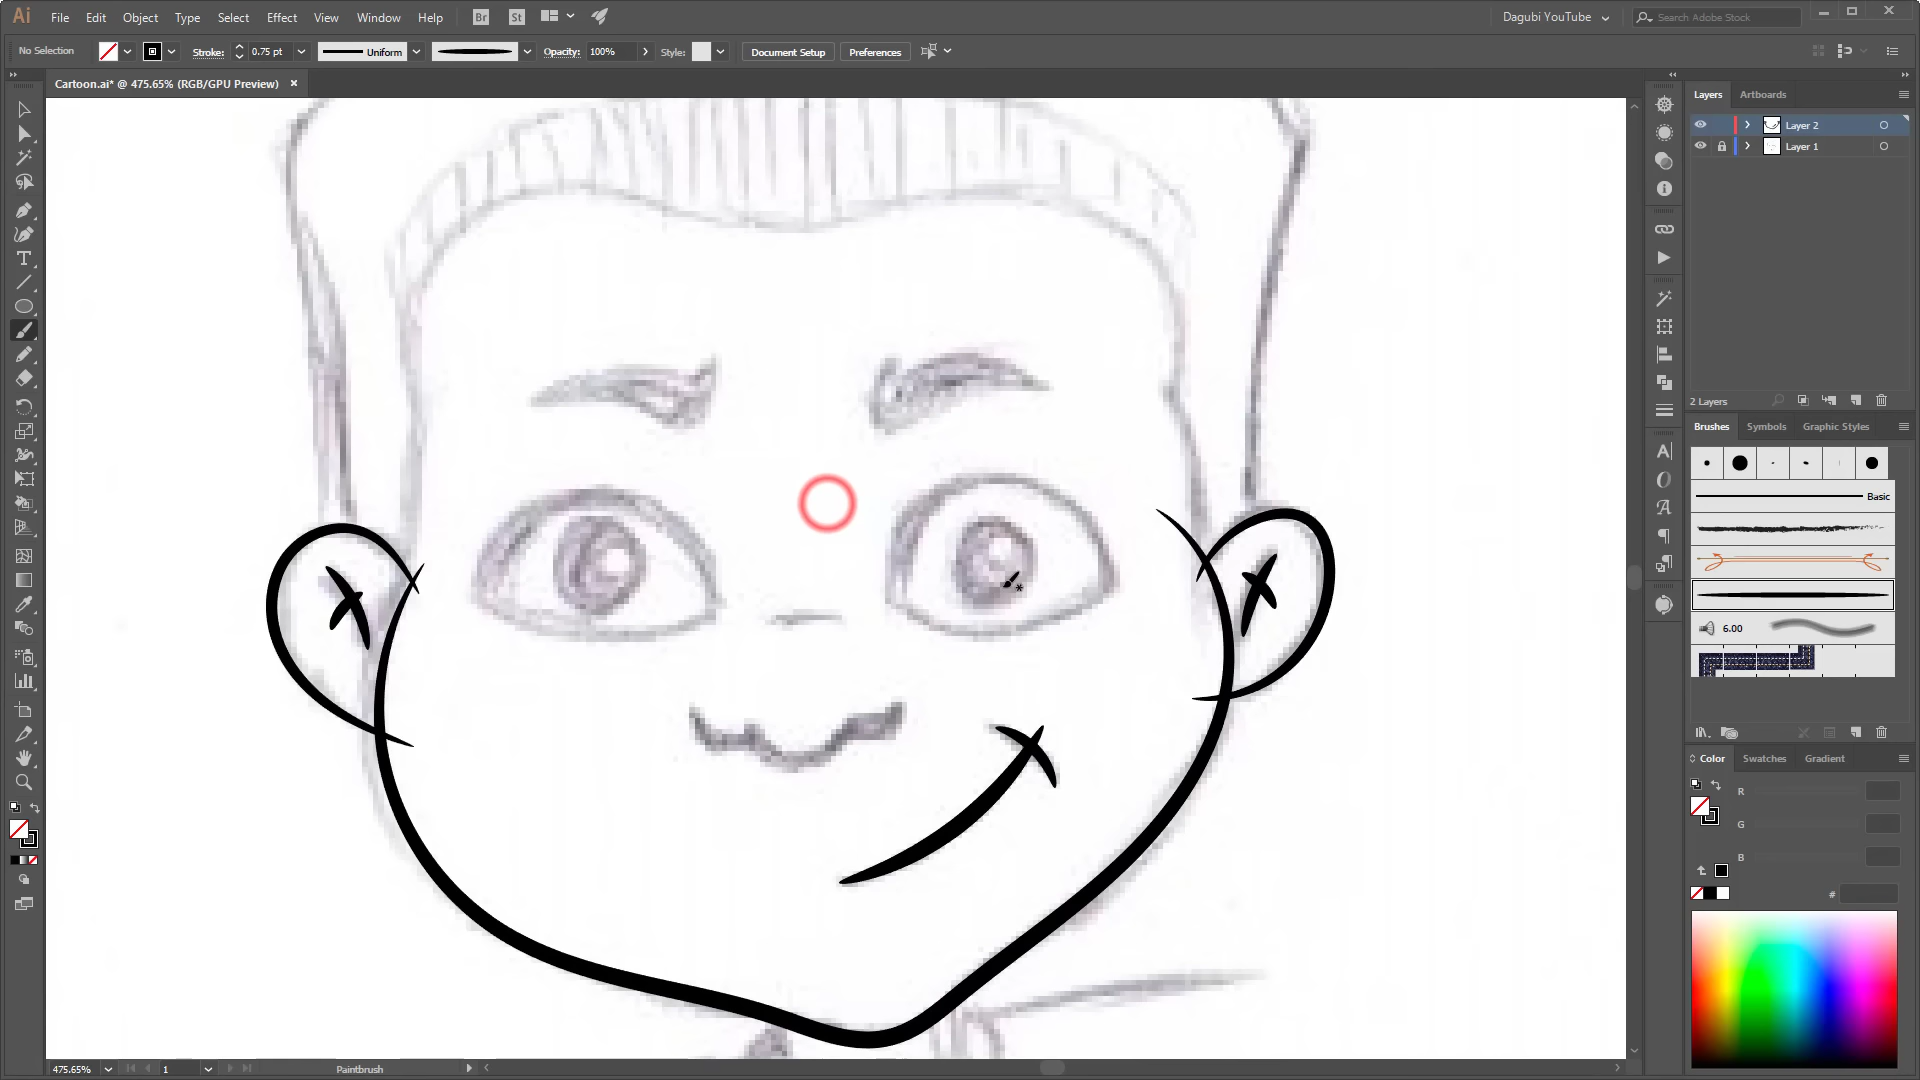 Ai File Edit Object Type Select Effect View Window Help Br St Dagubi YouTube Search Adobe Stock
No Selection Stroke: 0.75 pt Uniform Opacity: 100% Style: Document Setup Preferences
Cartoon.ai* @ 475.65% (RGB/GPU Preview)
Layers Artboards
Layer 2
Layer 1
2 Layers
Brushes Symbols Graphic Styles
Basic
6.00
Color Swatches Gradient
R
G
B
#
475.65% 1 Paintbrush